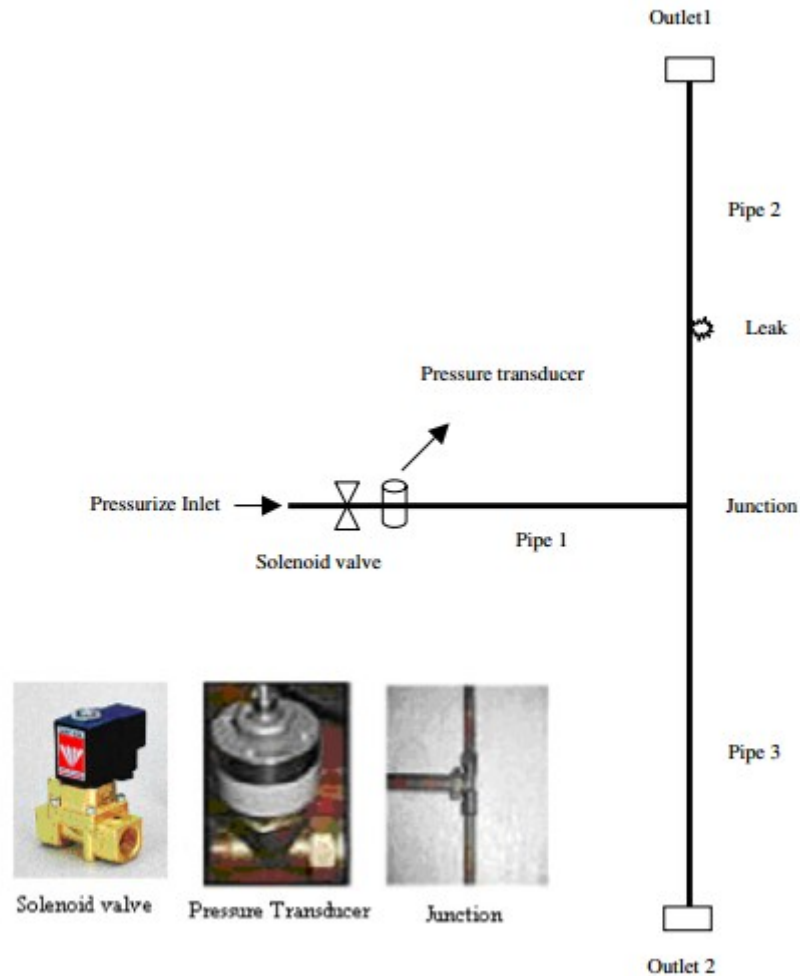 Outlet1
Pipe 2
Leak
Pressure transducer
Pressurize Inlet
Junction
Pipe 1
Solenoid valve
Pipe 3
Solenoid valve
Pressure Transducer
Junction
Outlet 2